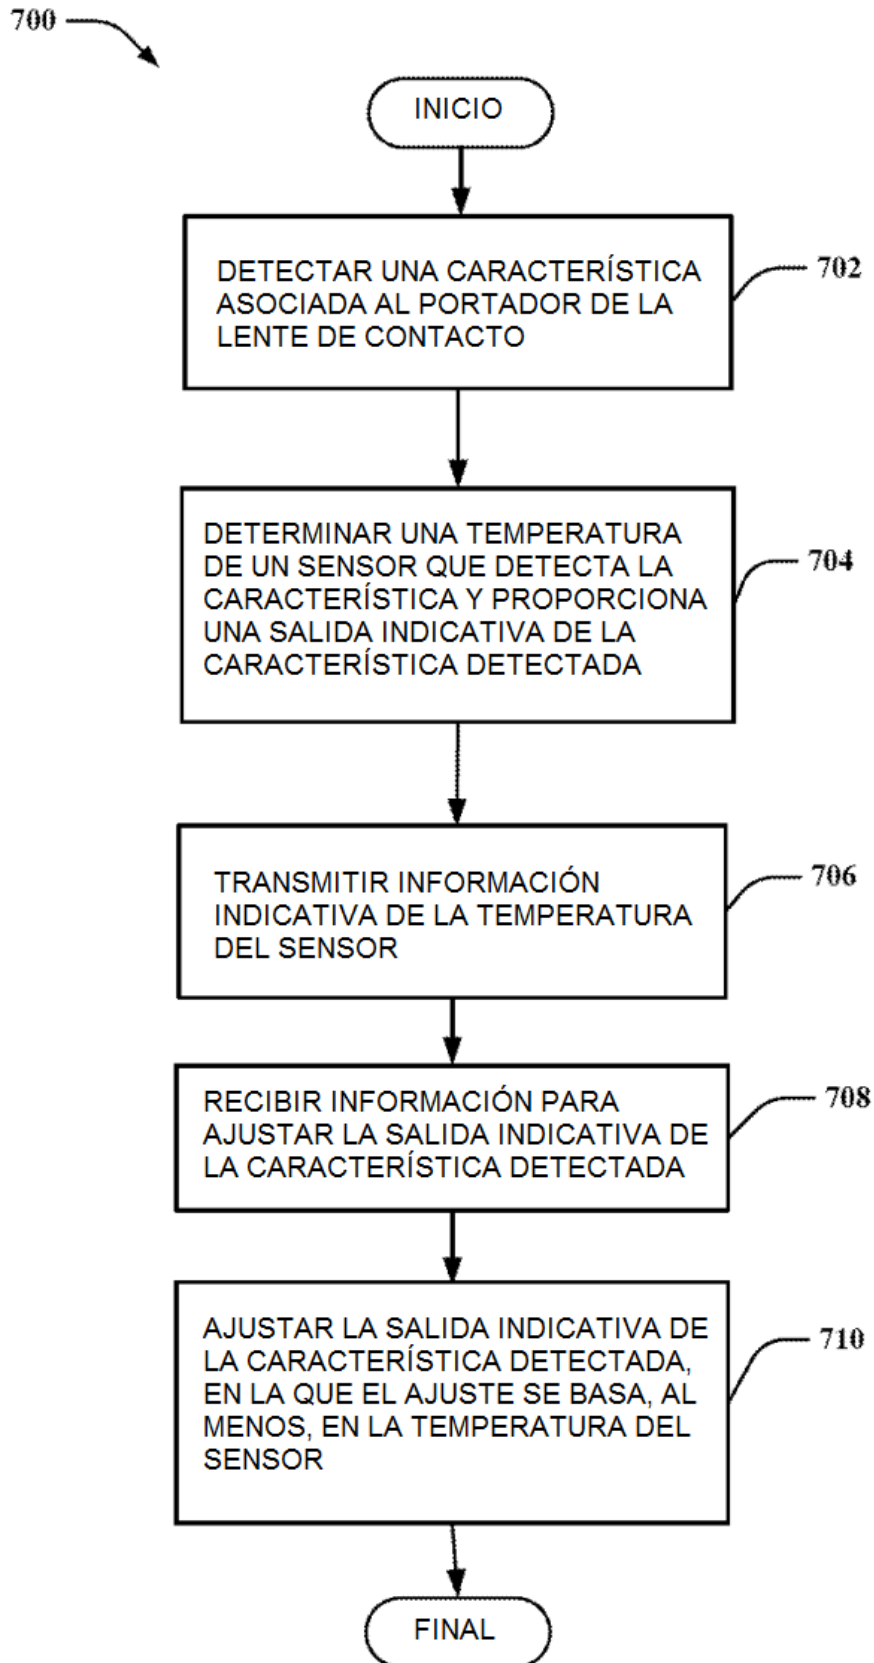 700
INICIO
DETECTAR UNA CARACTERÍSTICA
ASOCIADA AL PORTADOR DE LA
LENTE DE CONTACTO
702
DETERMINAR UNA TEMPERATURA
DE UN SENSOR QUE DETECTA LA
CARACTERÍSTICA Y PROPORCIONA
UNA SALIDA INDICATIVA DE LA
CARACTERÍSTICA DETECTADA
704
TRANSMITIR INFORMACIÓN
INDICATIVA DE LA TEMPERATURA
DEL SENSOR
706
RECIBIR INFORMACIÓN PARA
AJUSTAR LA SALIDA INDICATIVA DE
LA CARACTERÍSTICA DETECTADA
708
AJUSTAR LA SALIDA INDICATIVA DE
LA CARACTERÍSTICA DETECTADA,
EN LA QUE EL AJUSTE SE BASA, AL
MENOS, EN LA TEMPERATURA DEL
SENSOR
710
FINAL